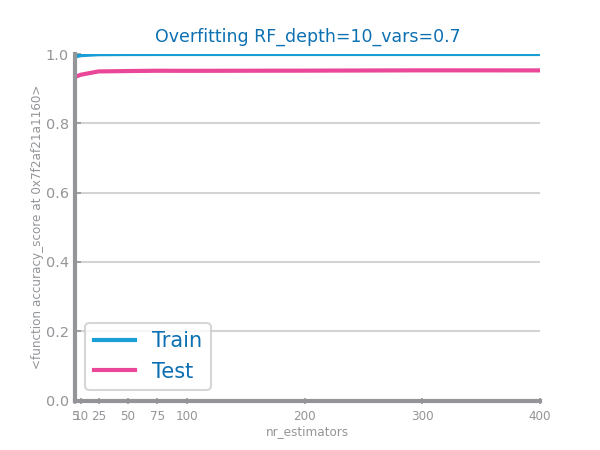 Overfitting RF_depth=10_vars=0.7
<function accuracy_score at 0x7f2af21a1160>
1.0
0.8
0.6
0.4
0.2
0.0
Train
Test
5 10 25 50 75 100 200 300 400
nr_estimators